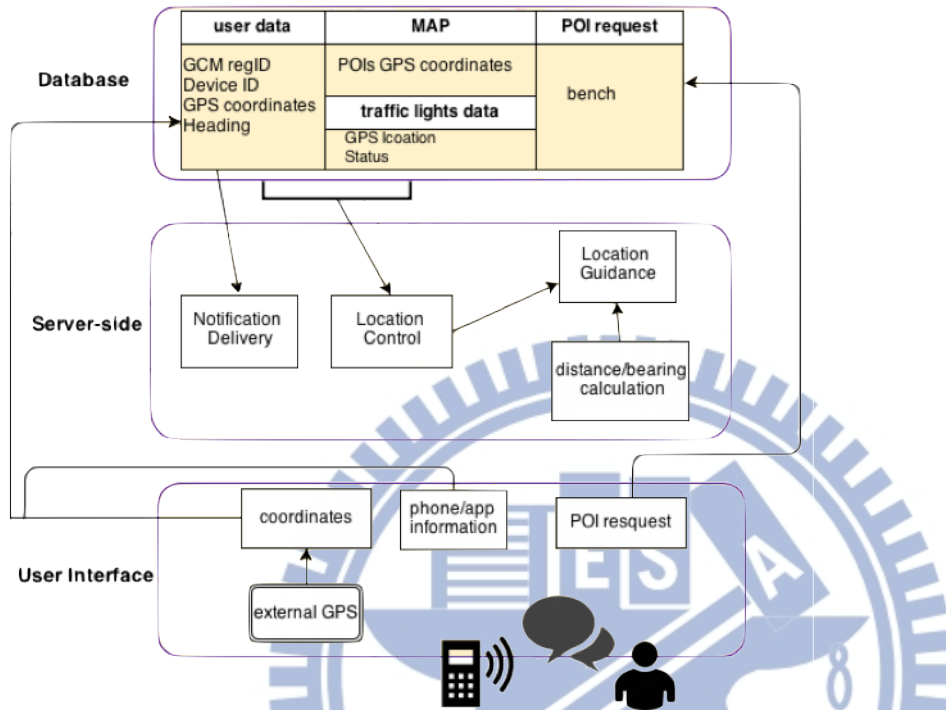 user data
MAP
POI request
Database
GCM regID
Device ID
GPS coordinates
Heading
POIs GPS coordinates
traffic lights data
GPS lcoation
Status
bench
Server-side
Notification
Delivery
Location
Control
Location
Guidance
distance/bearing
calculation
User Interface
coordinates
phone/app
information
POI resquest
external GPS
E S A
8